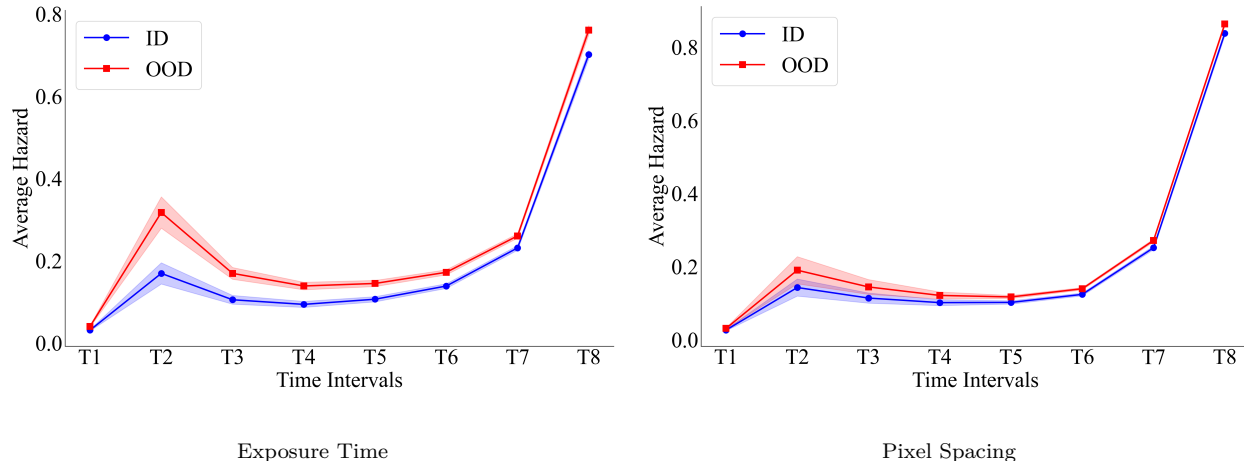 0.8
ID
OOD
0.6
0.4
0.2
0.0
Average Hazard
T1 T2 T3 T4 T5 T6 T7 T8
Time Intervals
Exposure Time
ID
OOD
0.8
0.6
0.4
0.2
0.0
Average Hazard
T1 T2 T3 T4 T5 T6 T7 T8
Time Intervals
Pixel Spacing